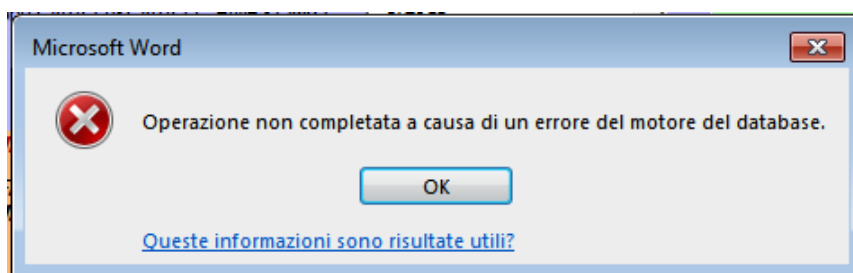 Microsoft Word
Operazione non completata a causa di un errore del motore del database.
OK
Queste informazioni sono risultate utili?